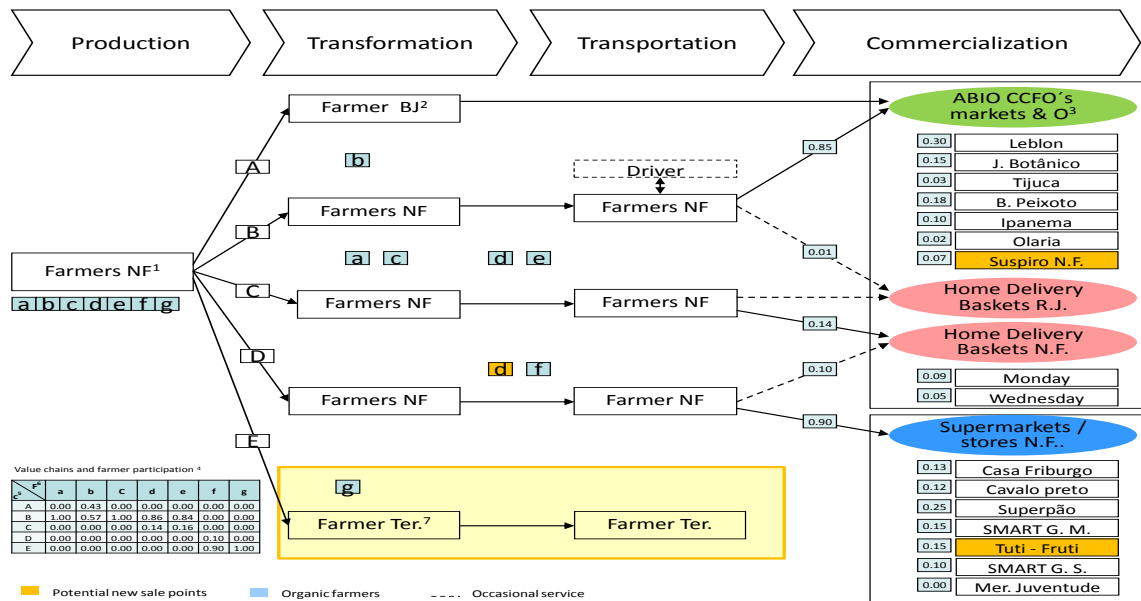 Production
Transformation
Transportation
Commercialization
Farmer BJ²
ABIO CCFO´s
markets & O³
0.85
0.30 Leblon
0.15 J. Botânico
0.03 Tijuca
0.18 B. Peixoto
0.10 Ipanema
0.02 Olaria
0.07 Suspiro N.F.
A
b
Driver
B
Farmers NF
Farmers NF
Farmers NF¹
a b c d e f g
a c
d e
0.01
C
Farmers NF
Farmers NF
Home Delivery
Baskets R.J.
0.14
Home Delivery
Baskets N.F.
D
d f
0.10
0.09 Monday
0.05 Wednesday
Farmers NF
Farmer NF
0.90
Supermarkets /
stores N.F..
E
0.13 Casa Friburgo
0.12 Cavalo preto
0.25 Superpão
0.15 SMART G. M.
0.15 Tuti - Fruti
0.10 SMART G. S.
0.00 Mer. Juventude
g
Farmer Ter.⁷
Farmer Ter.
Value chains and farmer participation ⁴
C⁵ F⁶ a b C d e f g
A 0.00 0.43 0.00 0.00 0.00 0.00 0.00
B 1.00 0.57 1.00 0.86 0.84 0.00 0.00
C 0.00 0.00 0.00 0.14 0.16 0.00 0.00
D 0.00 0.00 0.00 0.00 0.00 0.10 0.00
E 0.00 0.00 0.00 0.00 0.00 0.90 1.00
Potential new sale points
Organic farmers
Occasional service